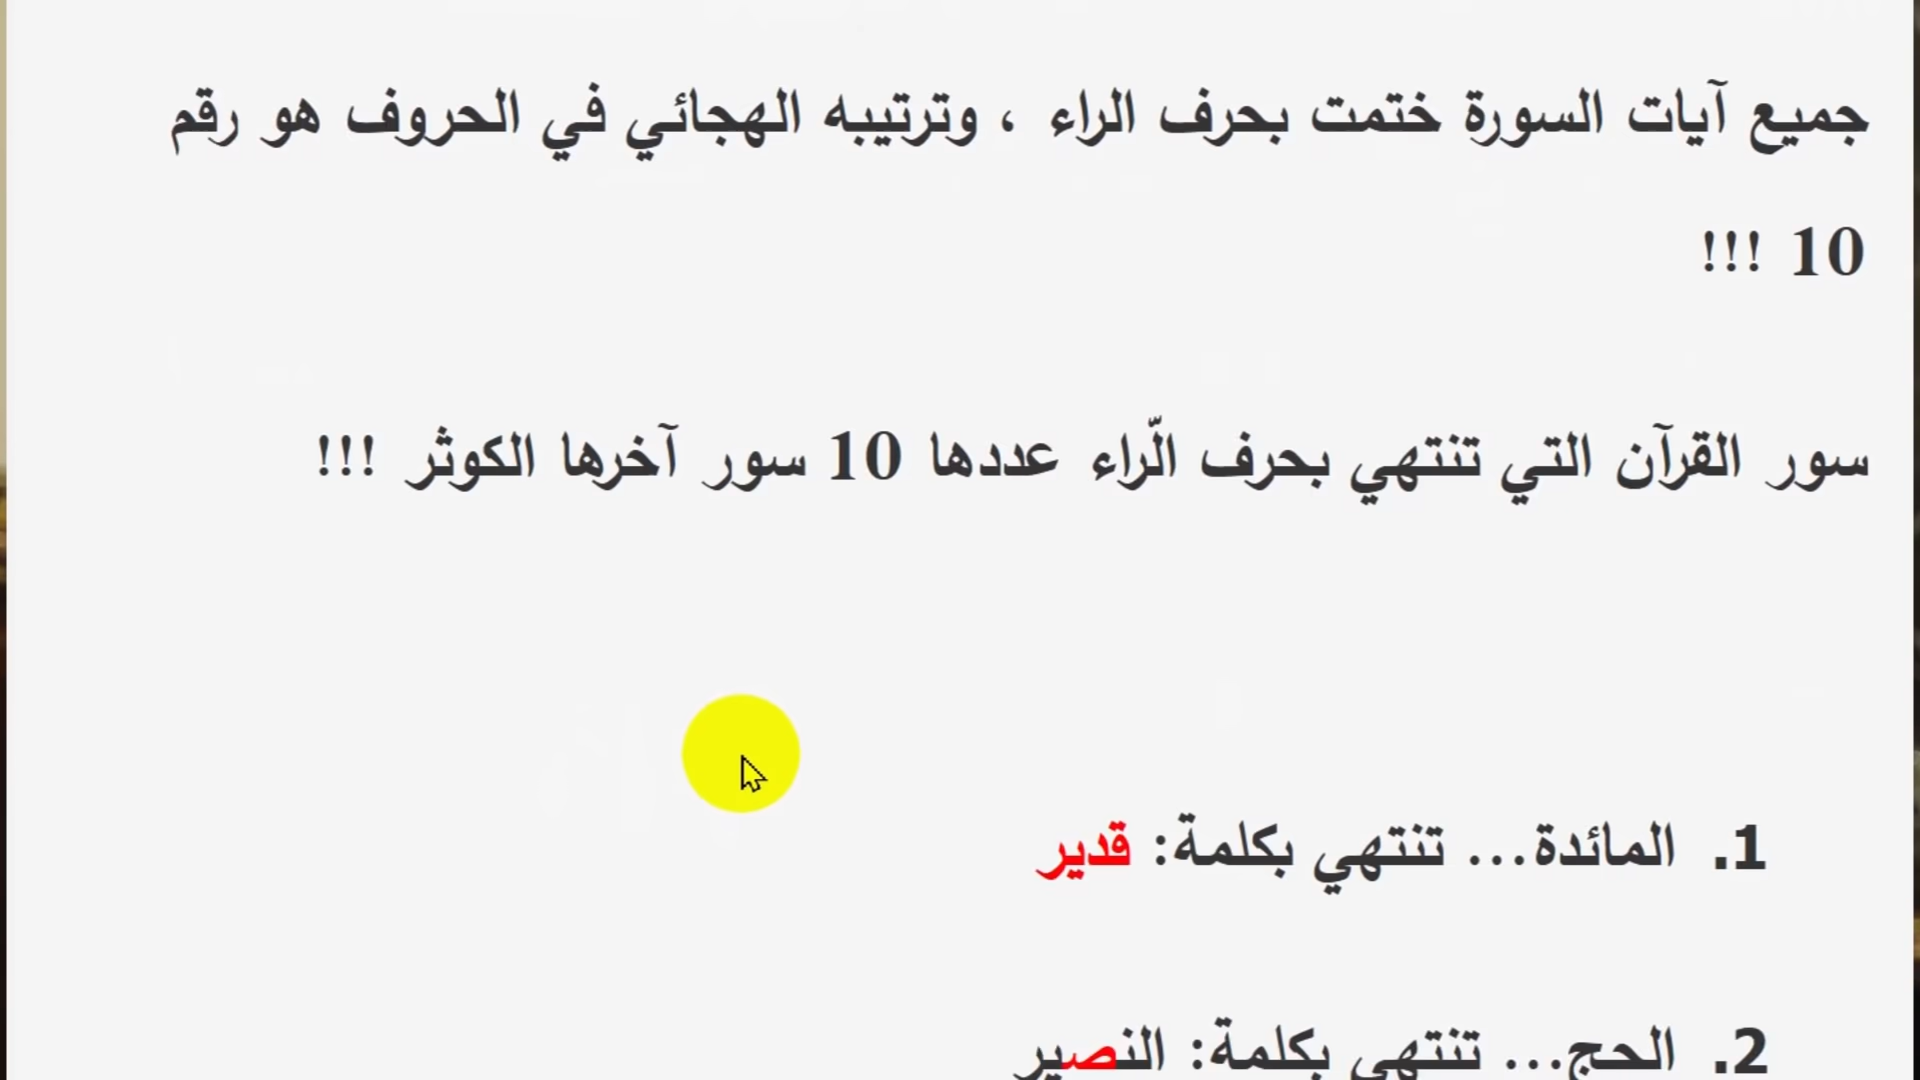 جميع آيات السورة ختمت بحرف الراء ، وترتيبه الهجائي في الحروف هو رقم
10 !!!
سور القرآن التي تنتهي بحرف الّراء عددها 10 سور آخرها الكوثر !!!
1. المائدة... تنتهي بكلمة: قدير
2. الحج... تنتهي بكلمة: النصير